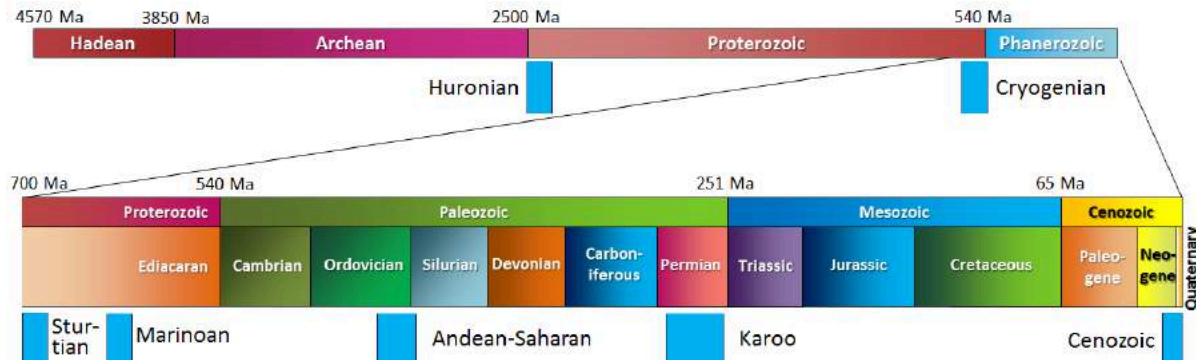 4570 Ma 3850 Ma 2500 Ma 540 Ma
Hadean Archean Proterozoic Phanerozoic
Huronian Cryogenian
700 Ma 540 Ma 251 Ma 65 Ma
Proterozoic Paleozoic Mesozoic Cenozoic
Ediacaran Cambrian Ordovician Silurian Devonian
Carbon-
iferous
Permian Triassic Jurassic Cretaceous
Paleo-
gene
Neo-
gene
Quaternary
Stur-
tian
Marinoan Andean-Saharan Karoo Cenozoic